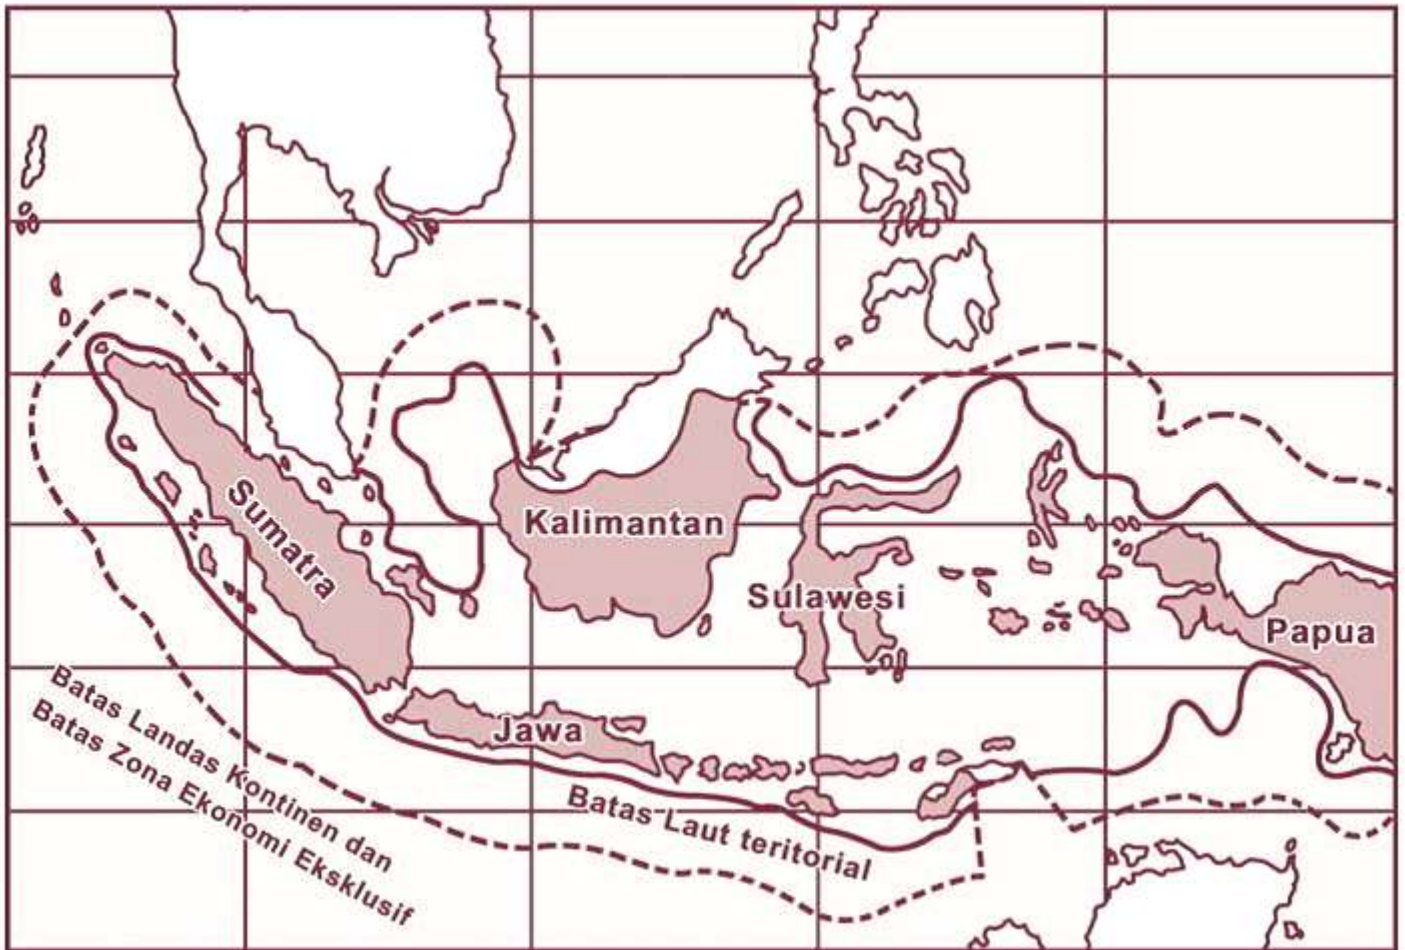 Kalimantan
Sumatra
Sulawesi
Papua
Jawa
Batas Landas Kontinen dan
Batas Zona Ekonomi Eksklusif
Batas Laut teritorial